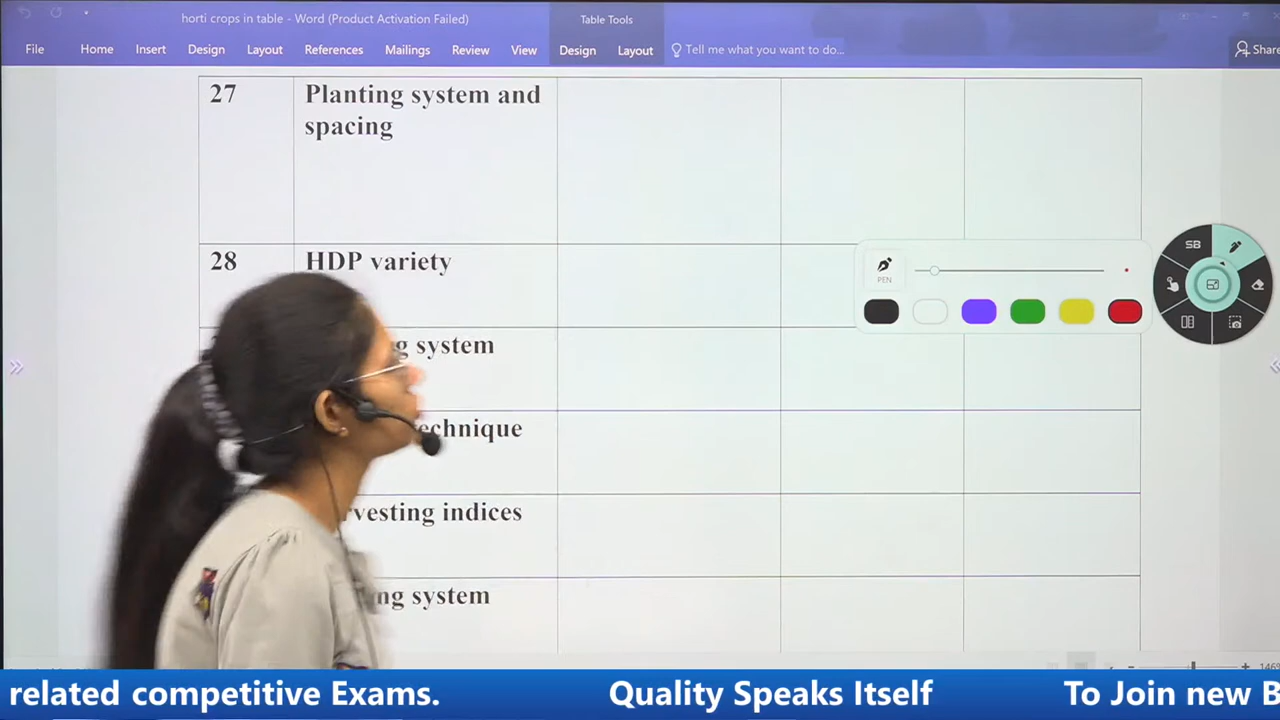 horti crops in table - Word (Product Activation Failed)
Table Tools
File Home Insert Design Layout References Mailings Review View Design Layout Tell me what you want to do... Share
27 Planting system and
spacing
28 HDP variety
SB
PEN
system
rvesting indices
system
146%
related competitive Exams. Quality Speaks Itself To Join new B